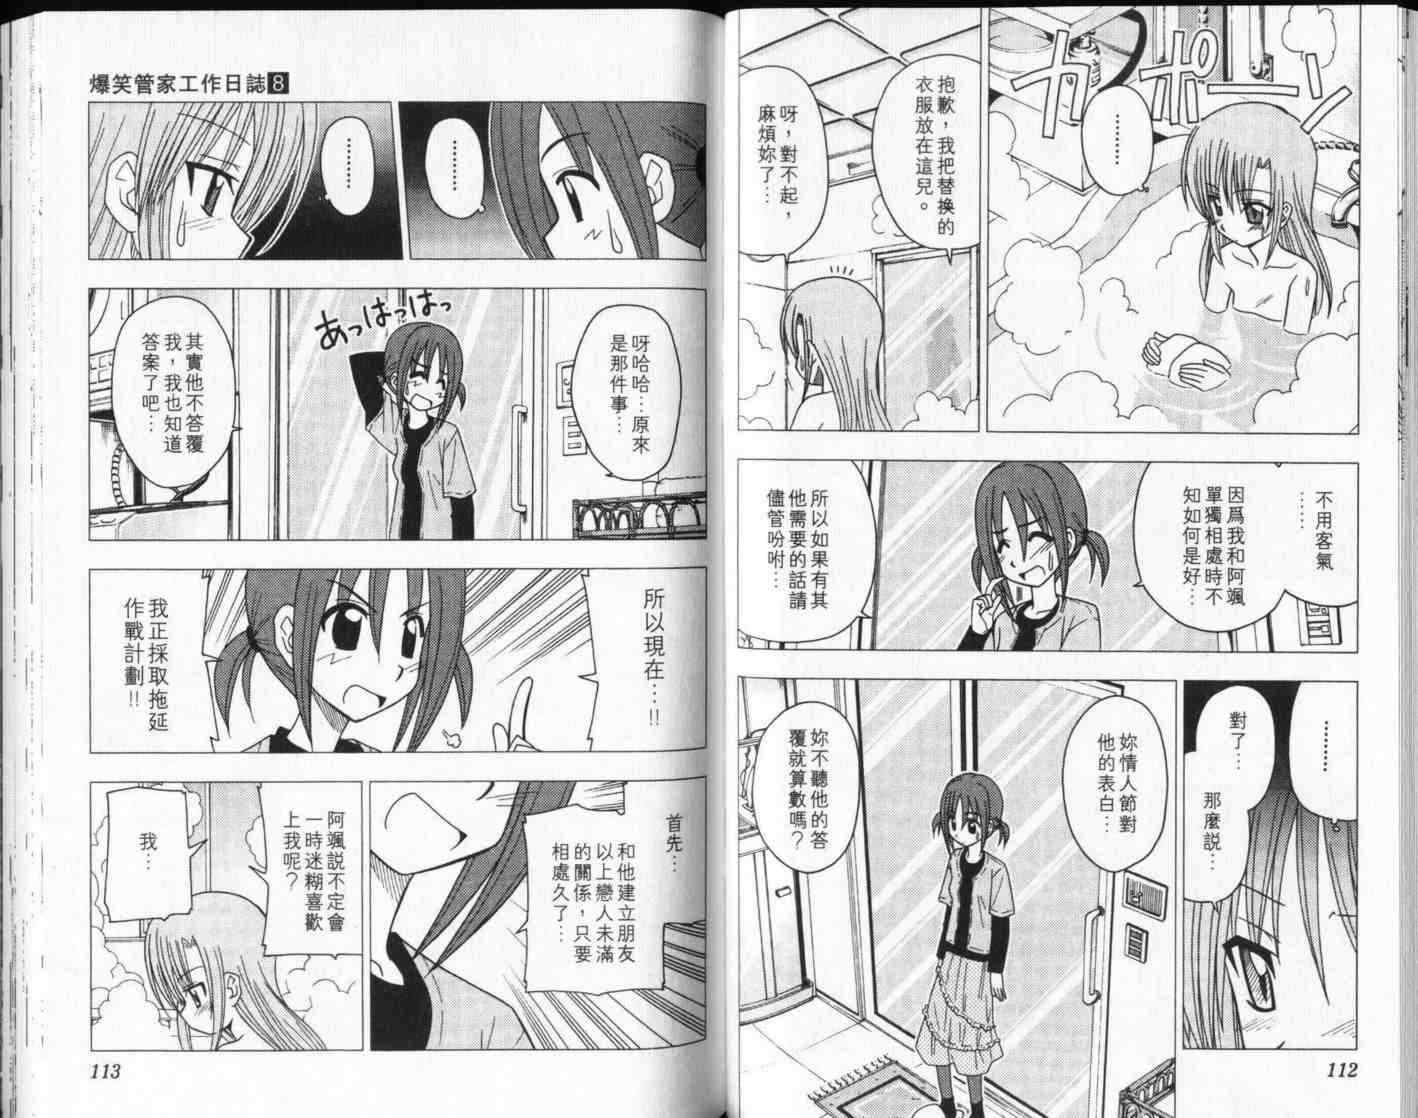 カポーン
⋯⋯
抱歉，我把替換的
衣服放在這兒。
呀，對不起，
麻煩妳了⋯
不用客氣
⋯⋯
因爲我和阿颯
單獨相處時不
知如何是好⋯
所以如果有其
他需要的話請
儘管吩咐⋯
⋯⋯
對了⋯
那麼說⋯
妳情人節對
他的表白⋯
妳不聽他的答
覆就算數嗎？
112
爆笑管家工作日誌8
⋯⋯
⋯⋯
呀哈哈⋯原來
是那件事⋯
あっはっはっ
其實他不答覆
我，我也知道
答案了吧⋯
所以現在⋯!!
我正採取拖延
作戰計劃!!
首先⋯
和他建立朋友
以上戀人未滿
的關係，只要
相處久了⋯
阿颯說不定會
一時迷糊喜歡
上我呢？
我⋯
113